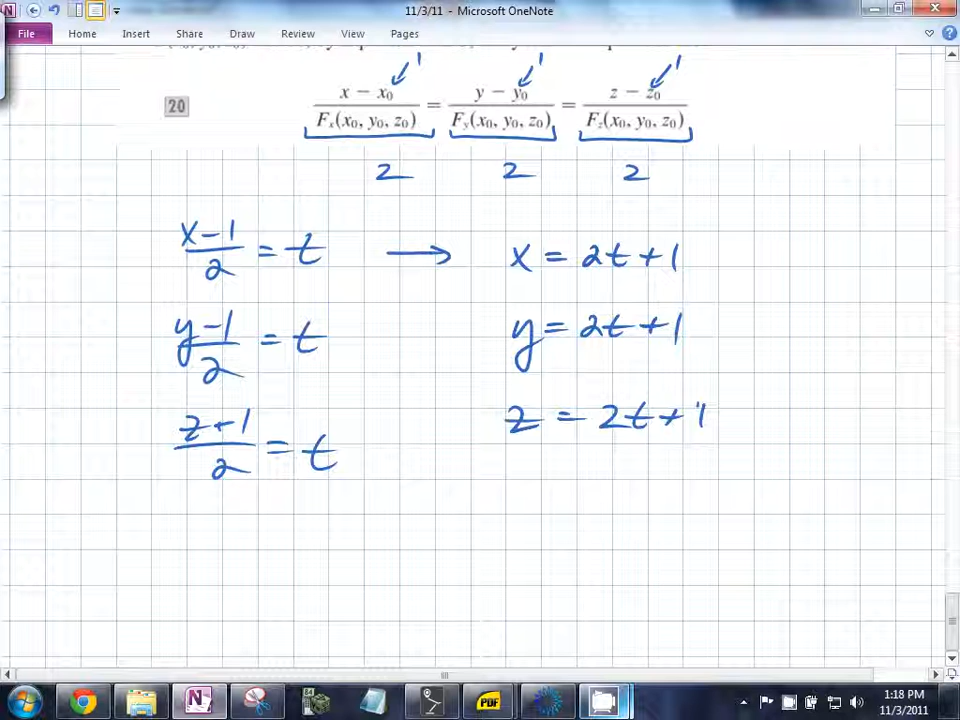 11/3/11 - Microsoft OneNote
File Home Insert Share Draw Review View Pages
1 1 1
20 x − x₀ / Fₓ(x₀, y₀, z₀) = y − y₀ / F_y(x₀, y₀, z₀) = z − z₀ / F_z(x₀, y₀, z₀)
2 2 2
x-1 / 2 = t → x = 2t + 1
y-1 / 2 = t y = 2t + 1
z+1 / 2 = t z = 2t + 1
PDF
1:18 PM
11/3/2011